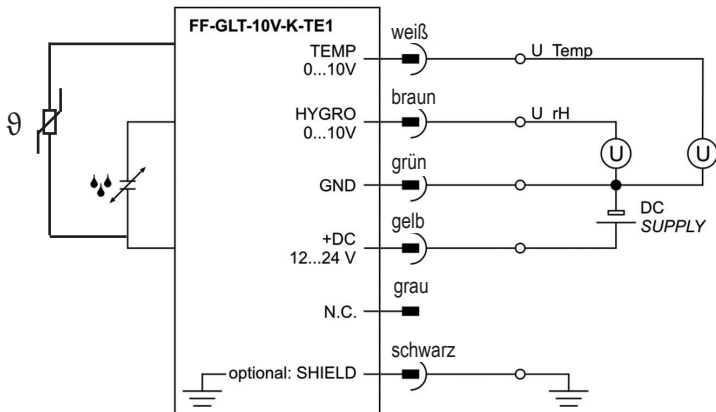 FF-GLT-10V-K-TE1
weiß
TEMP
0...10V
U Temp
braun
HYGRO
0...10V
U rH
ϑ
U
U
grün
GND
gelb
DC
SUPPLY
+DC
12...24 V
grau
N.C.
schwarz
optional: SHIELD